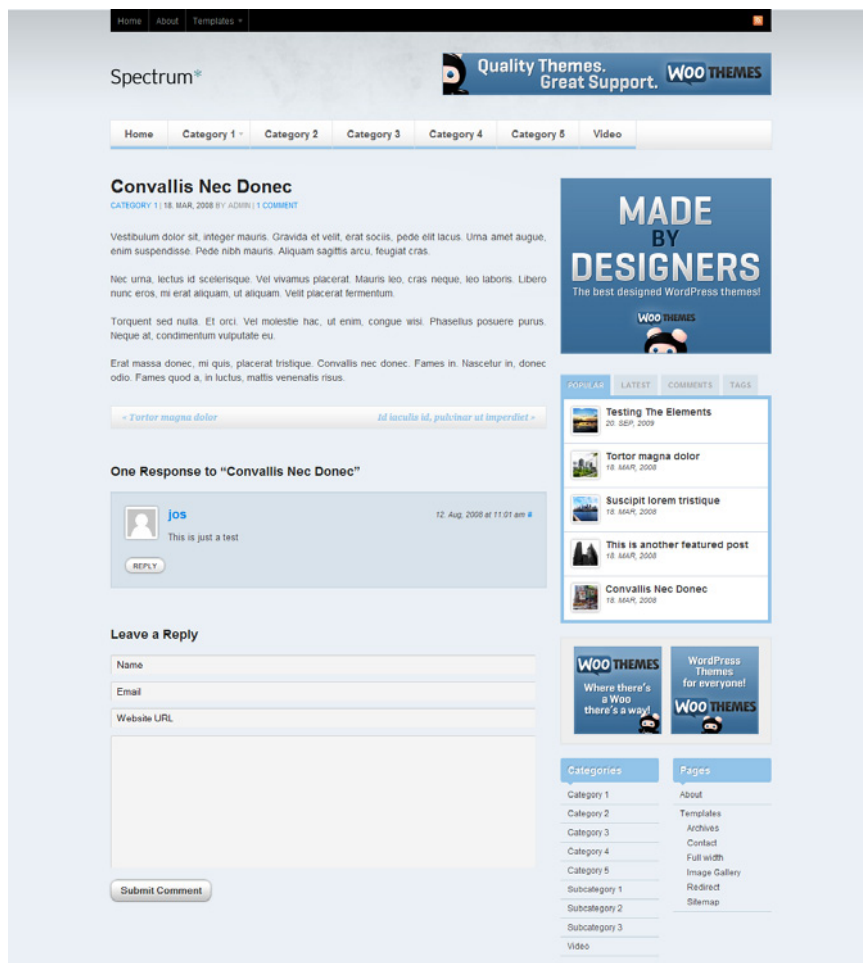 Home About Templates
Spectrum*
Quality Themes.
Great Support.
WOO THEMES
Home Category 1 Category 2 Category 3 Category 4 Category 5 Video
Convallis Nec Donec
CATEGORY 1 | 18. MAR, 2008 BY ADMIN | 1 COMMENT
Vestibulum dolor sit, integer mauris. Gravida et velit, erat sociis, pede elit lacus. Urna amet augue,
enim suspendisse. Pede nibh mauris. Aliquam sagittis arcu, feugiat cras.
Nec urna, lectus id scelerisque. Vel vivamus placerat. Mauris leo, cras neque, leo laboris. Libero
nunc eros, mi erat aliquam, ut aliquam. Velit placerat fermentum.
Torquent sed nulla. Et orci. Vel molestie hac, ut enim, congue wisi. Phasellus posuere purus.
Neque at, condimentum vulputate eu.
Erat massa donec, mi quis, placerat tristique. Convallis nec donec. Fames in. Nascetur in, donec
odio. Fames quod a, in luctus, mattis venenatis risus.
« Tortor magna dolor
Id iaculis id, pulvinar ut imperdiet »
One Response to “Convallis Nec Donec”
jos
12. Aug, 2008 at 11:01 am #
This is just a test
REPLY
Leave a Reply
Name
Email
Website URL
Submit Comment
MADE
BY
DESIGNERS
The best designed WordPress themes!
WOO THEMES
POPULAR LATEST COMMENTS TAGS
Testing The Elements
20. SEP, 2009
Tortor magna dolor
18. MAR, 2008
Suscipit lorem tristique
18. MAR, 2008
This is another featured post
18. MAR, 2008
Convallis Nec Donec
18. MAR, 2008
WOO THEMES
Where there's
a Woo
there's a way!
WordPress
Themes
for everyone!
WOO THEMES
Categories
Category 1
Category 2
Category 3
Category 4
Category 5
Subcategory 1
Subcategory 2
Subcategory 3
Video
Pages
About
Templates
Archives
Contact
Full width
Image Gallery
Redirect
Sitemap